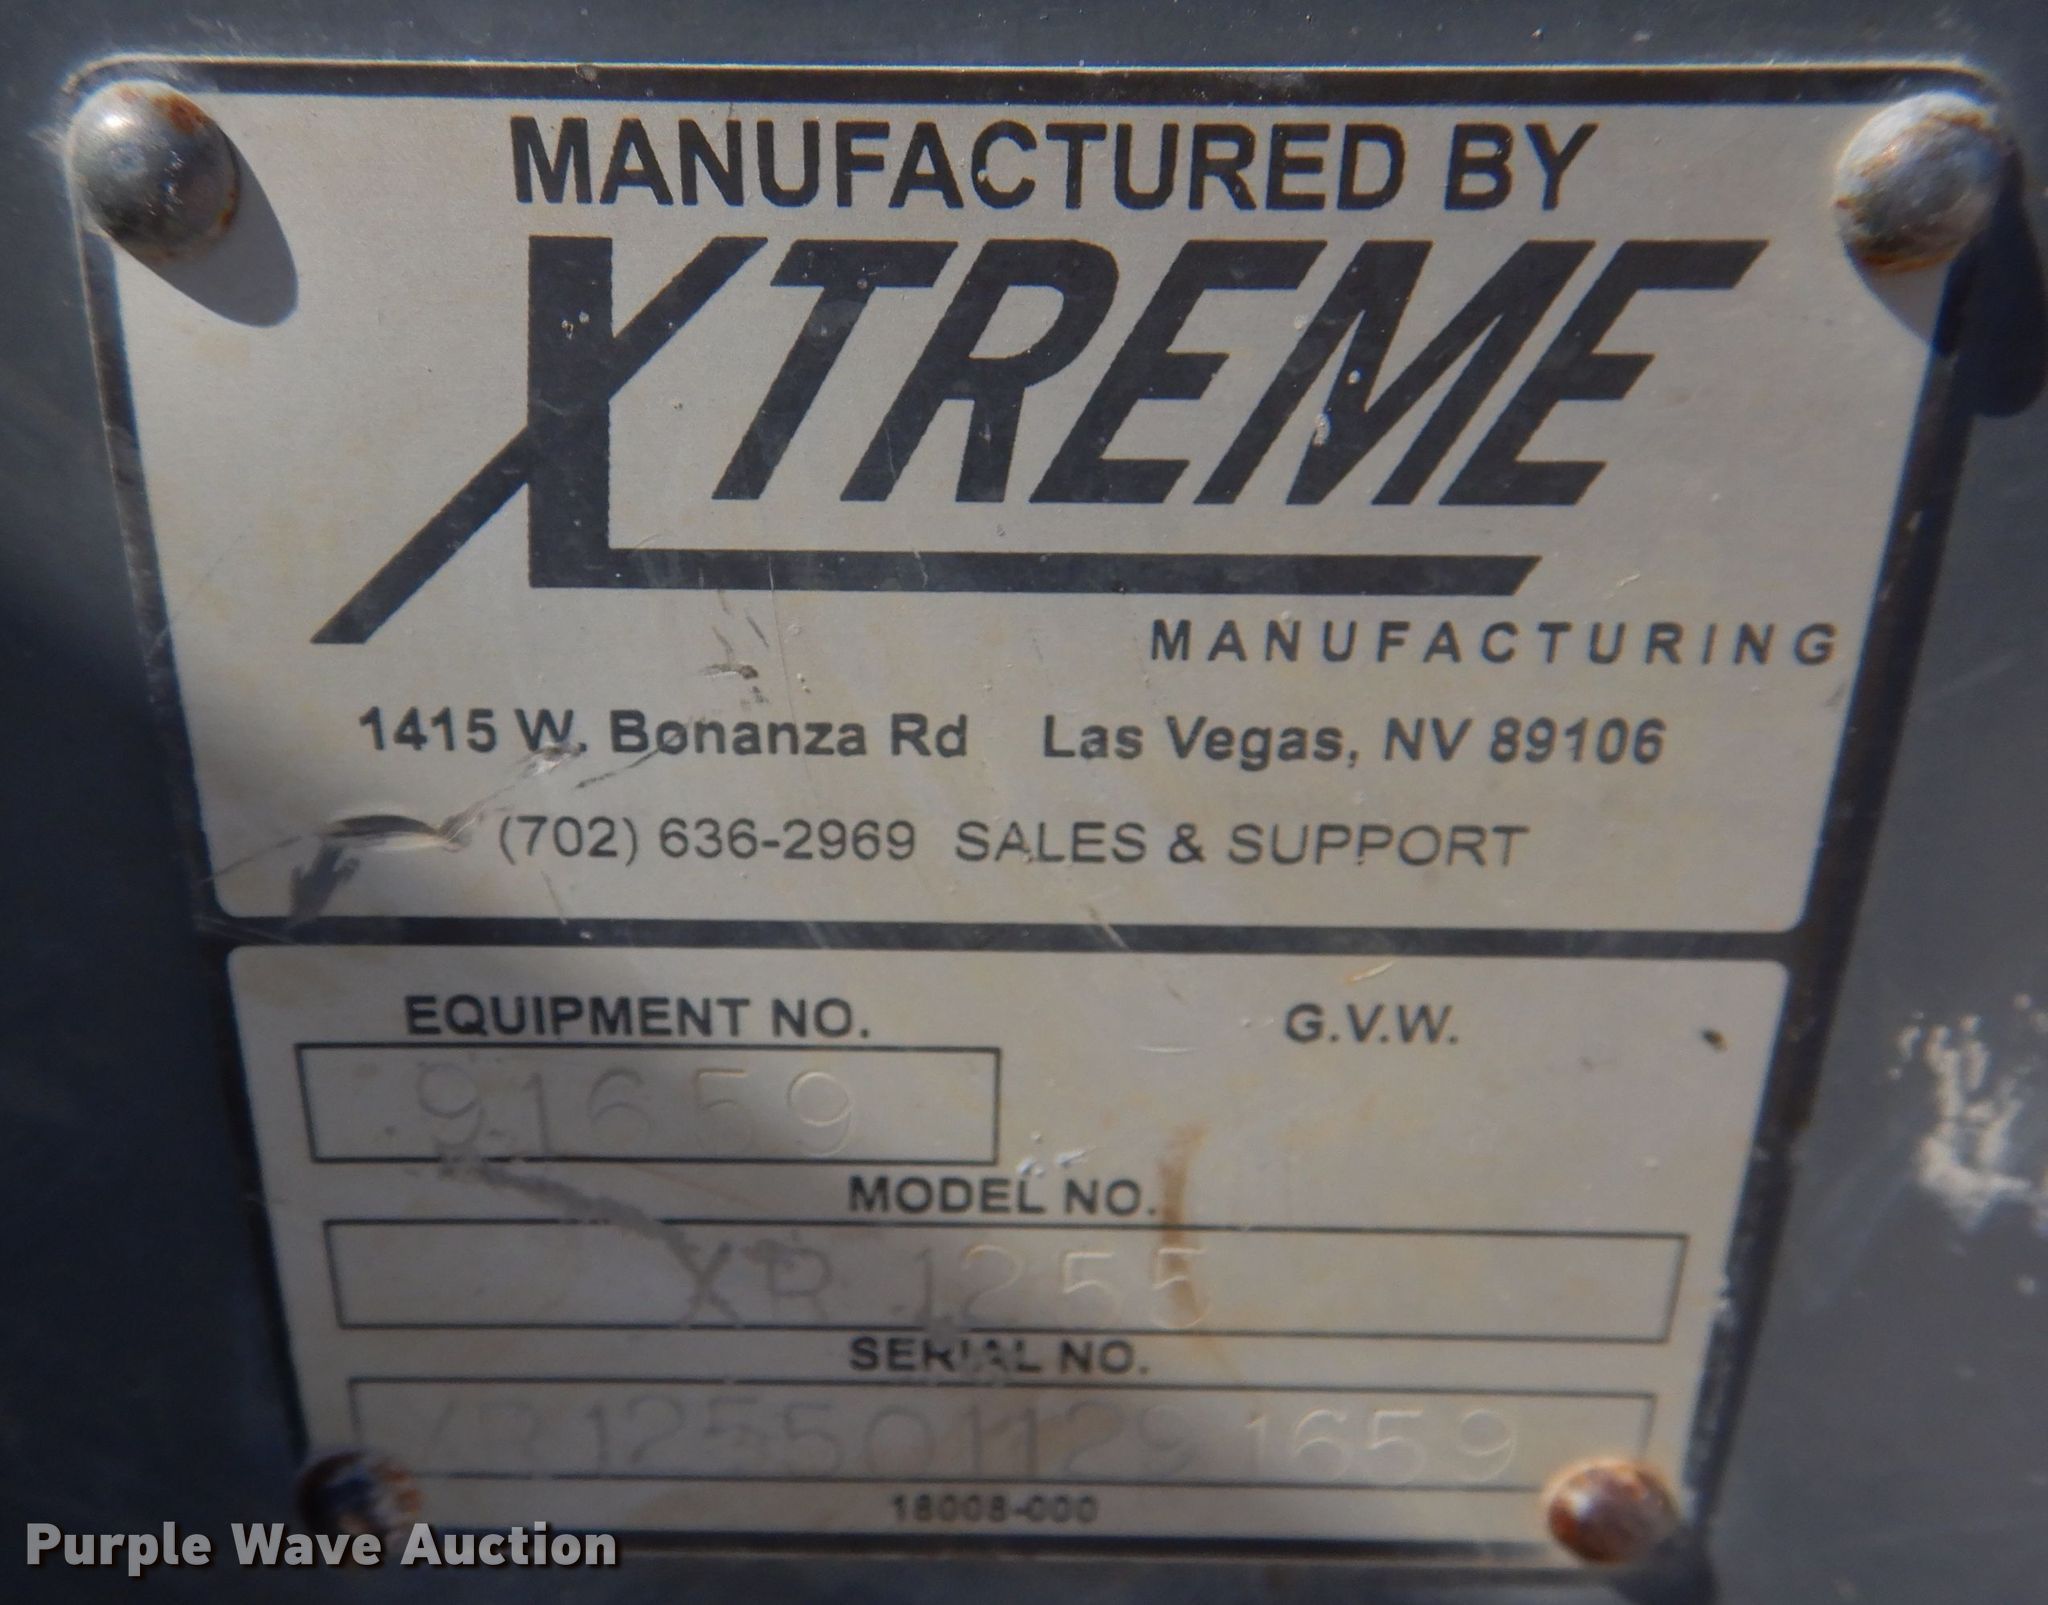 MANUFACTURED BY
XTREME
MANUFACTURING
1415 W. Bonanza Rd Las Vegas, NV 89106
(702) 636-2969 SALES & SUPPORT
EQUIPMENT NO. G.V.W.
91659
MODEL NO.
XR 1255
SERIAL NO.
XR1255011291659
18008-000
Purple Wave Auction